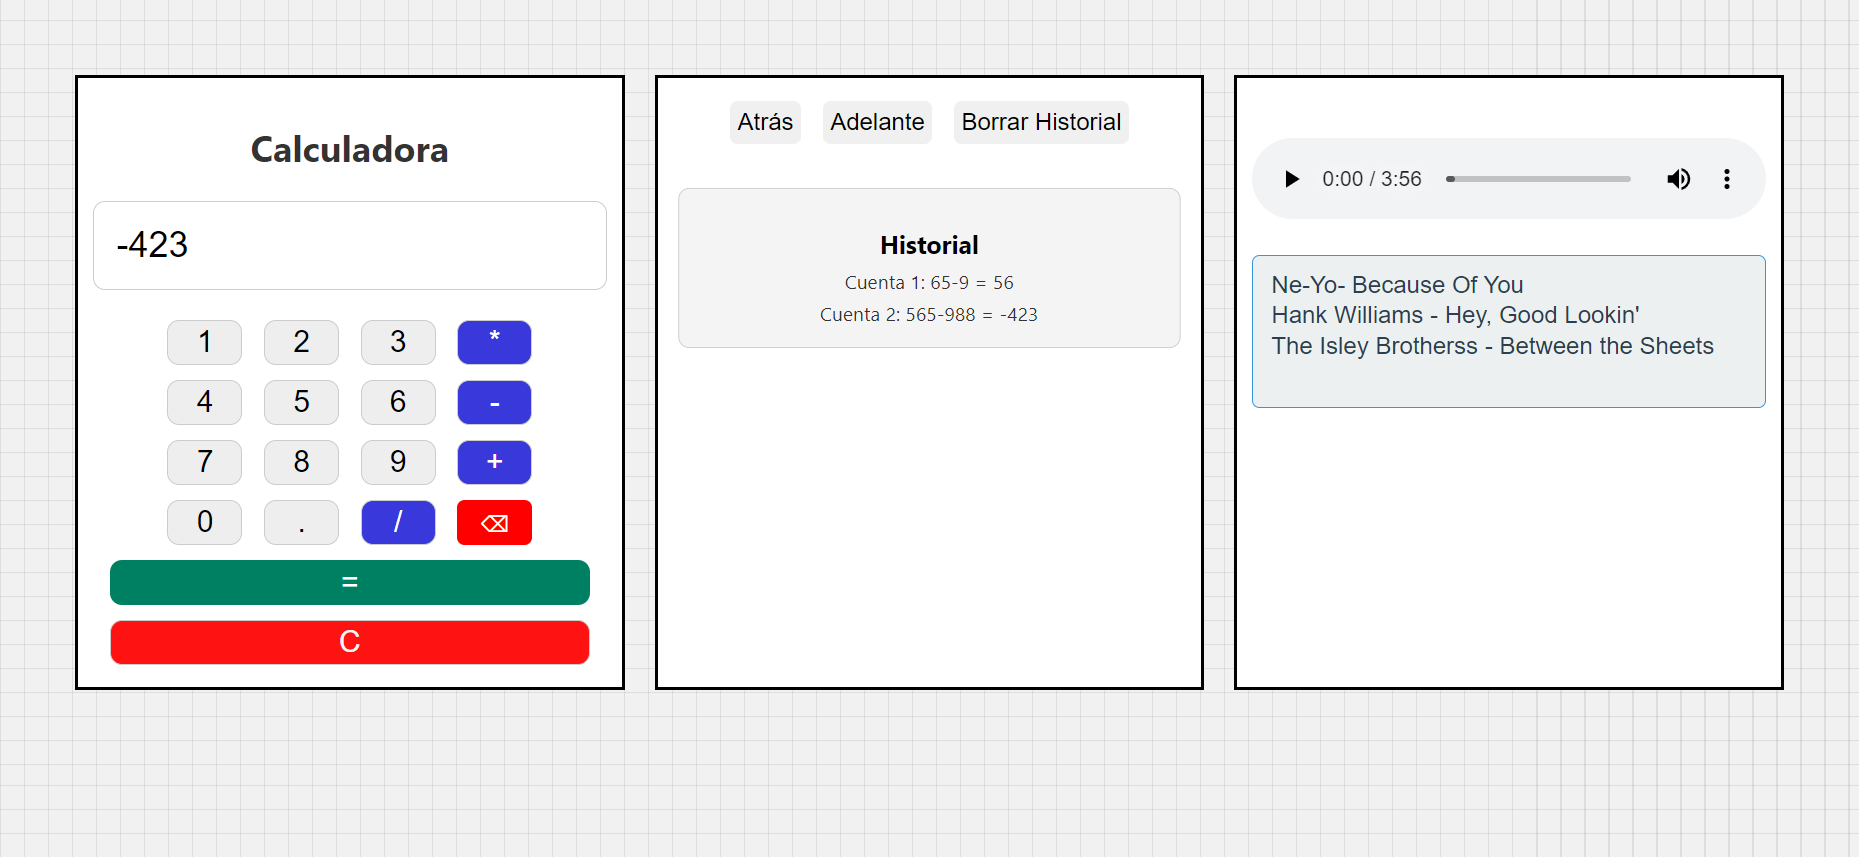 Calculadora
-423
1 2 3 *
4 5 6 -
7 8 9 +
0 . / ⌫
=
C
Atrás Adelante Borrar Historial
Historial
Cuenta 1: 65-9 = 56
Cuenta 2: 565-988 = -423
0:00 / 3:56
Ne-Yo- Because Of You
Hank Williams - Hey, Good Lookin'
The Isley Brotherss - Between the Sheets